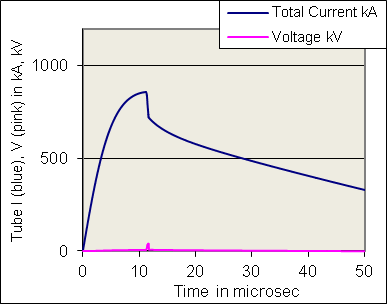 Total Current kA
Voltage kV
Tube I (blue), V (pink) in kA, kV
1000
500
0
0 10 20 30 40 50
Time in microsec